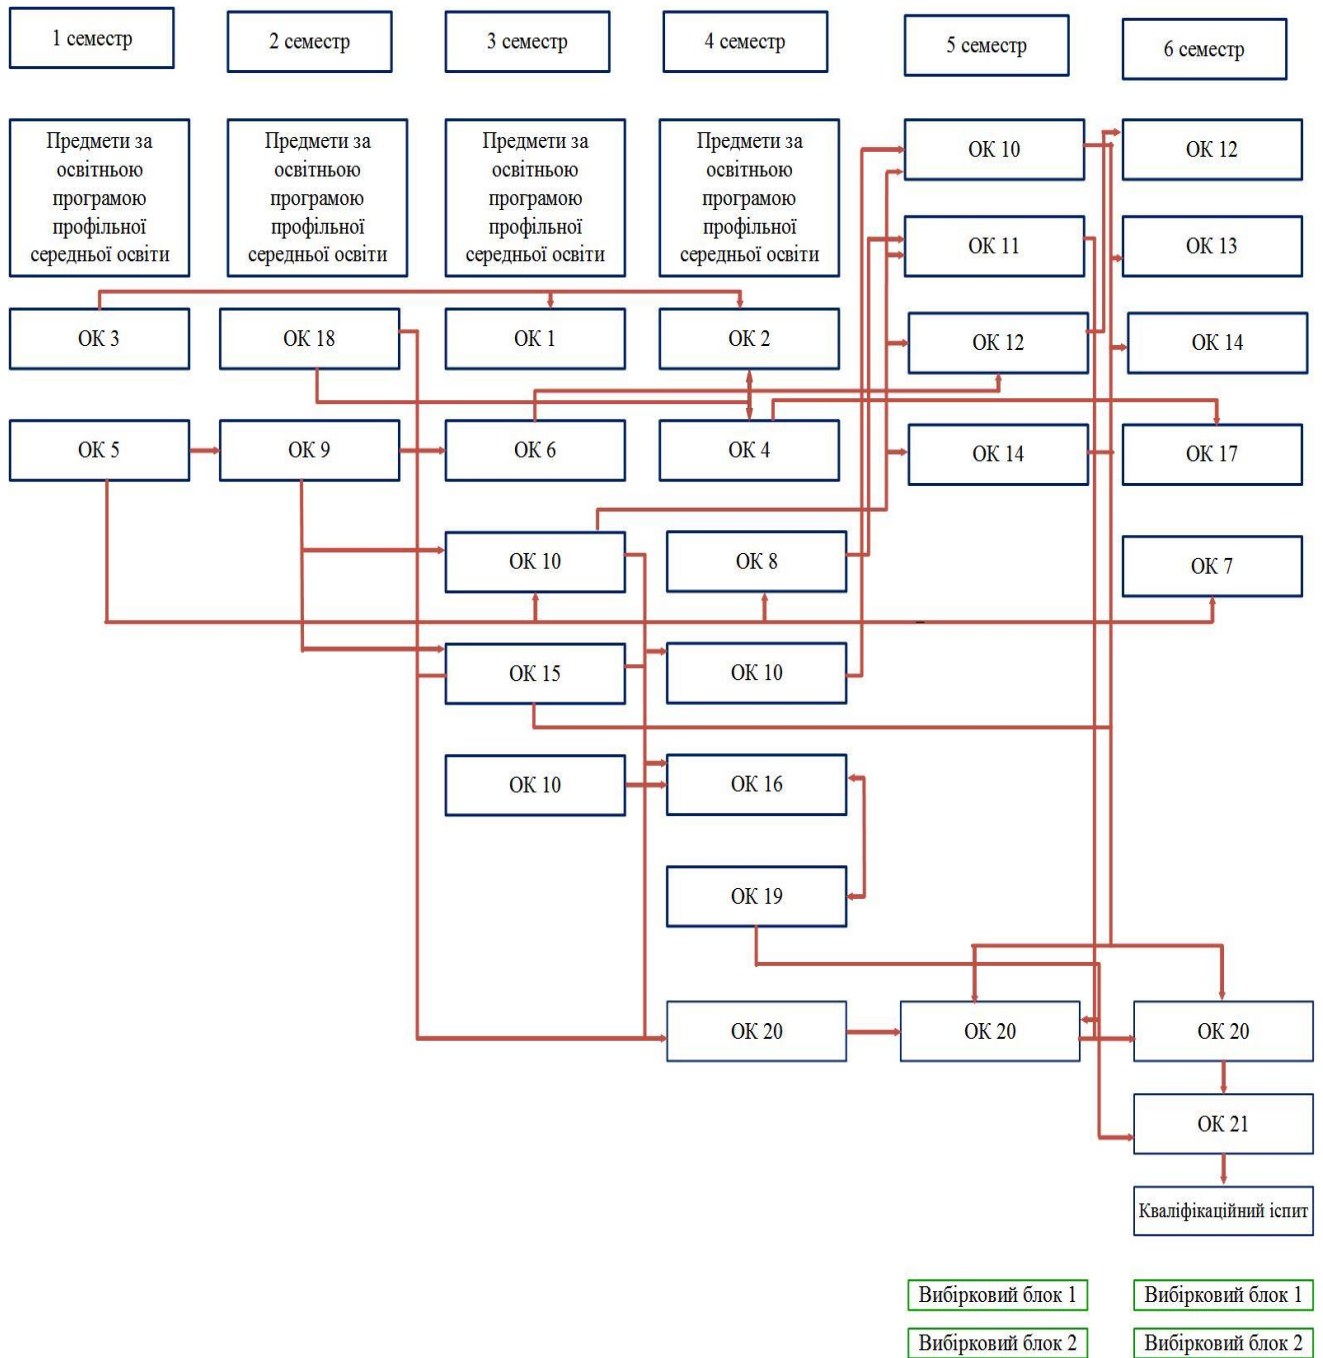 1 семестр
2 семестр
3 семестр
4 семестр
5 семестр
6 семестр
Предмети за
освітньою
програмою
профільної
середньої освіти
Предмети за
освітньою
програмою
профільної
середньої освіти
Предмети за
освітньою
програмою
профільної
середньої освіти
Предмети за
освітньою
програмою
профільної
середньої освіти
ОК 10
ОК 12
ОК 11
ОК 13
ОК 3
ОК 18
ОК 1
ОК 2
ОК 12
ОК 14
ОК 5
ОК 9
ОК 6
ОК 4
ОК 14
ОК 17
ОК 10
ОК 8
ОК 7
ОК 15
ОК 10
ОК 10
ОК 16
ОК 19
ОК 20
ОК 20
ОК 20
ОК 21
Кваліфікаційний іспит
Вибірковий блок 1
Вибірковий блок 1
Вибірковий блок 2
Вибірковий блок 2